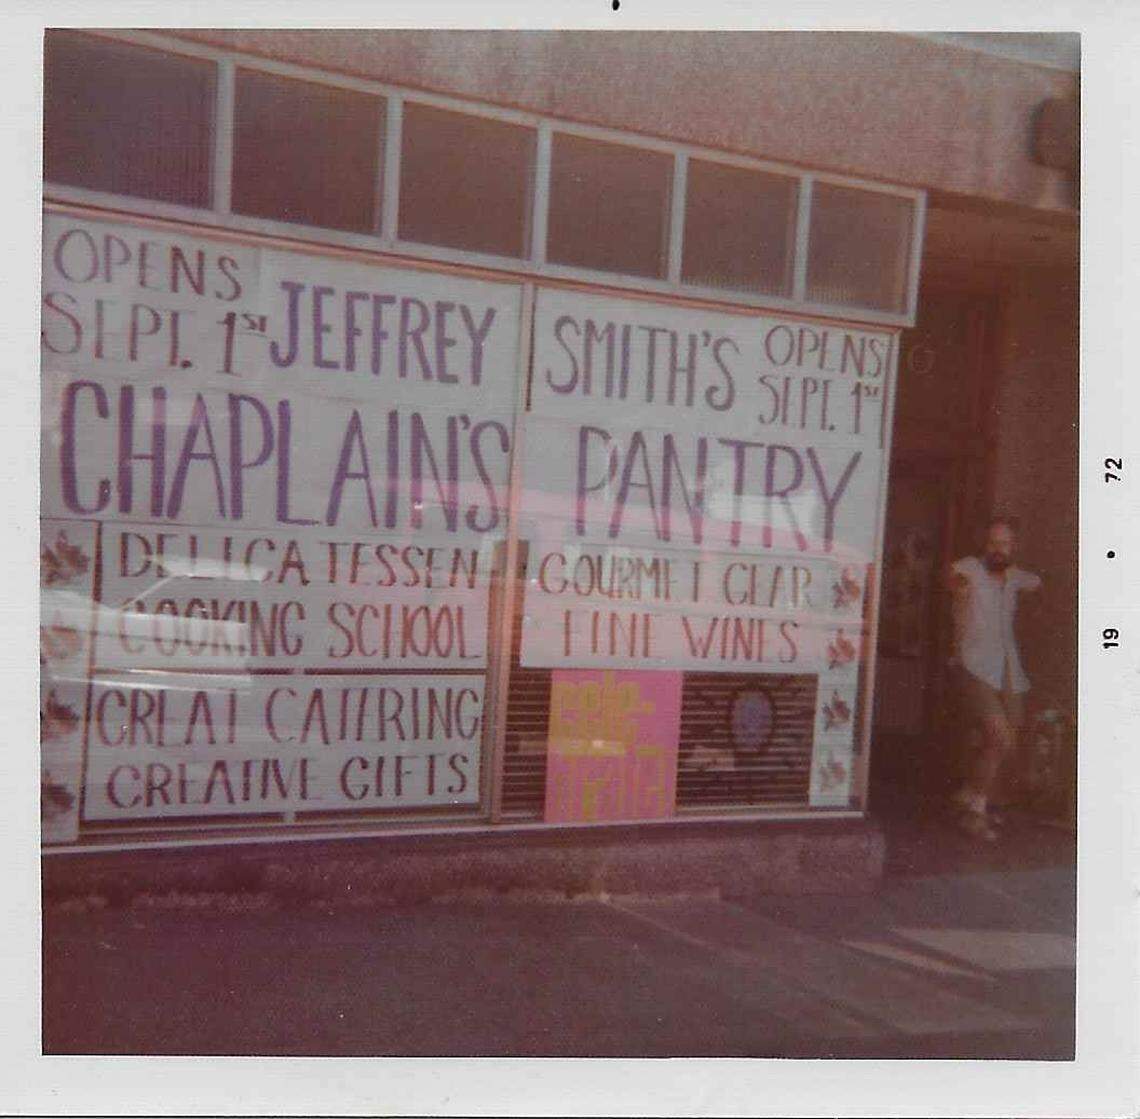 OPENS
SEPT. 1ST
JEFFREY
SMITH'S
OPENS
SEPT. 1ST
CHAPLAIN'S
PANTRY
DELICATESSEN
GOURMET GEAR
COOKING SCHOOL
FINE WINES
GREAT CATERING
CREATIVE GIFTS
19 • 72